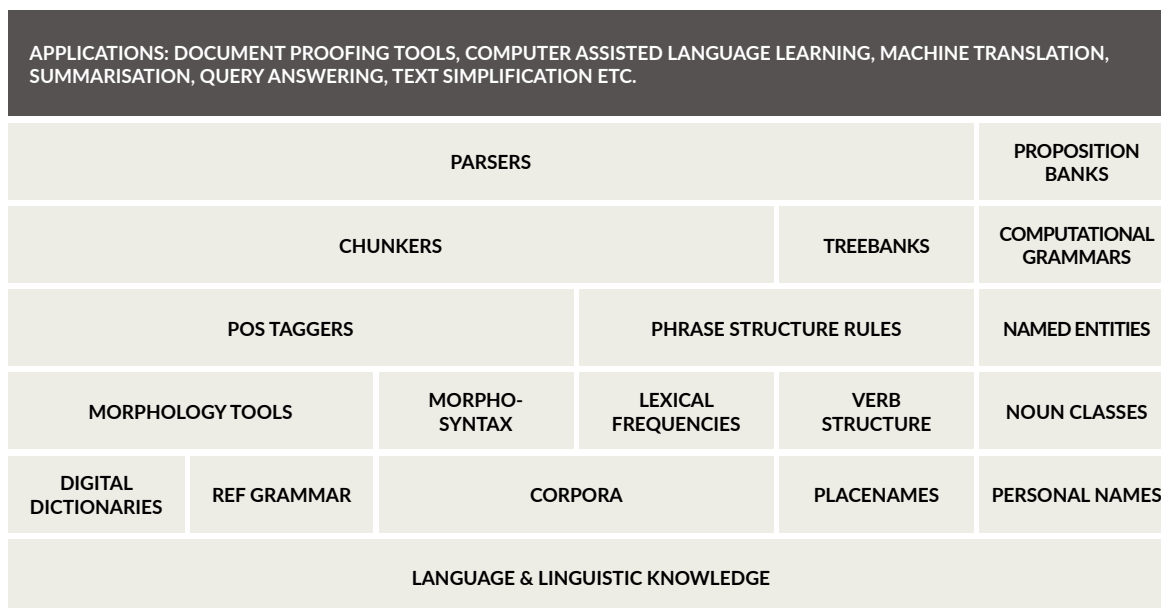 APPLICATIONS: DOCUMENT PROOFING TOOLS, COMPUTER ASSISTED LANGUAGE LEARNING, MACHINE TRANSLATION,
SUMMARISATION, QUERY ANSWERING, TEXT SIMPLIFICATION ETC.
PARSERS
PROPOSITION
BANKS
CHUNKERS
TREEBANKS
COMPUTATIONAL
GRAMMARS
POS TAGGERS
PHRASE STRUCTURE RULES
NAMED ENTITIES
MORPHOLOGY TOOLS
MORPHO-
SYNTAX
LEXICAL
FREQUENCIES
VERB
STRUCTURE
NOUN CLASSES
DIGITAL
DICTIONARIES
REF GRAMMAR
CORPORA
PLACENAMES
PERSONAL NAMES
LANGUAGE & LINGUISTIC KNOWLEDGE